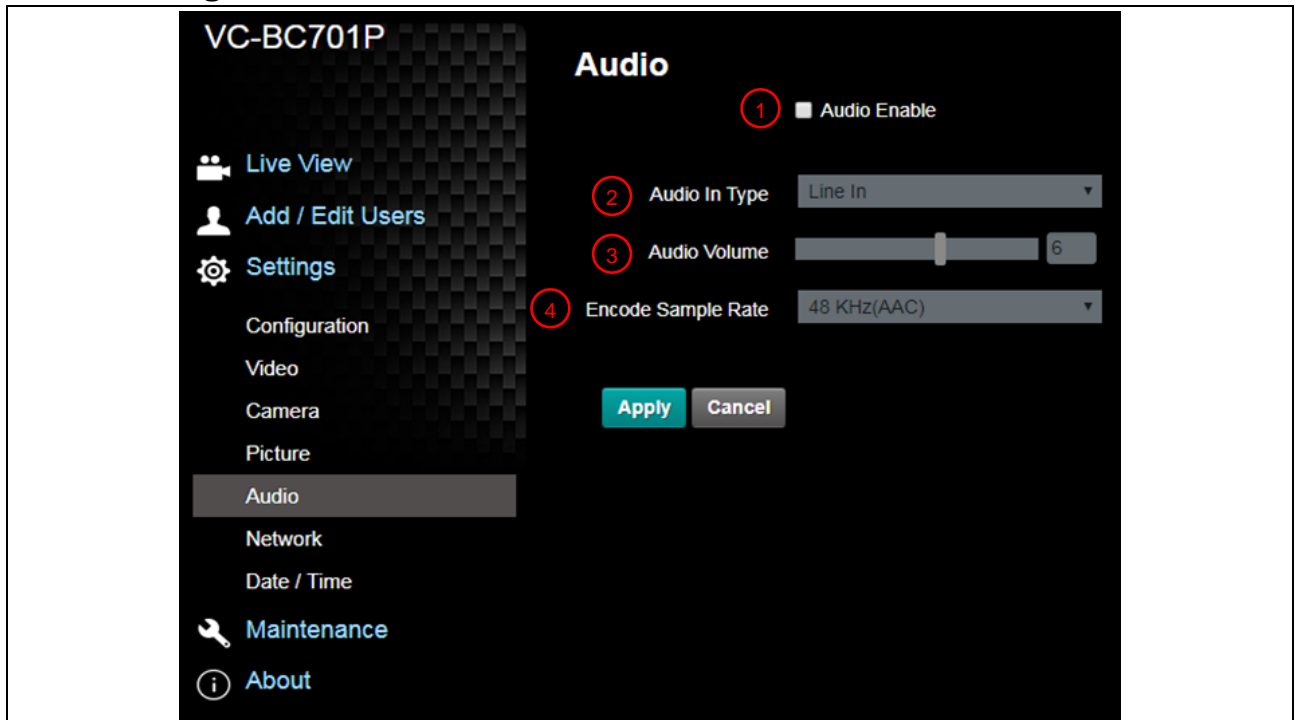 VC-BC701P
Live View
Add / Edit Users
Settings
Configuration
Video
Camera
Picture
Audio
Network
Date / Time
Maintenance
About
Audio
1 Audio Enable
2 Audio In Type Line In
3 Audio Volume 6
4 Encode Sample Rate 48 KHz(AAC)
Apply Cancel